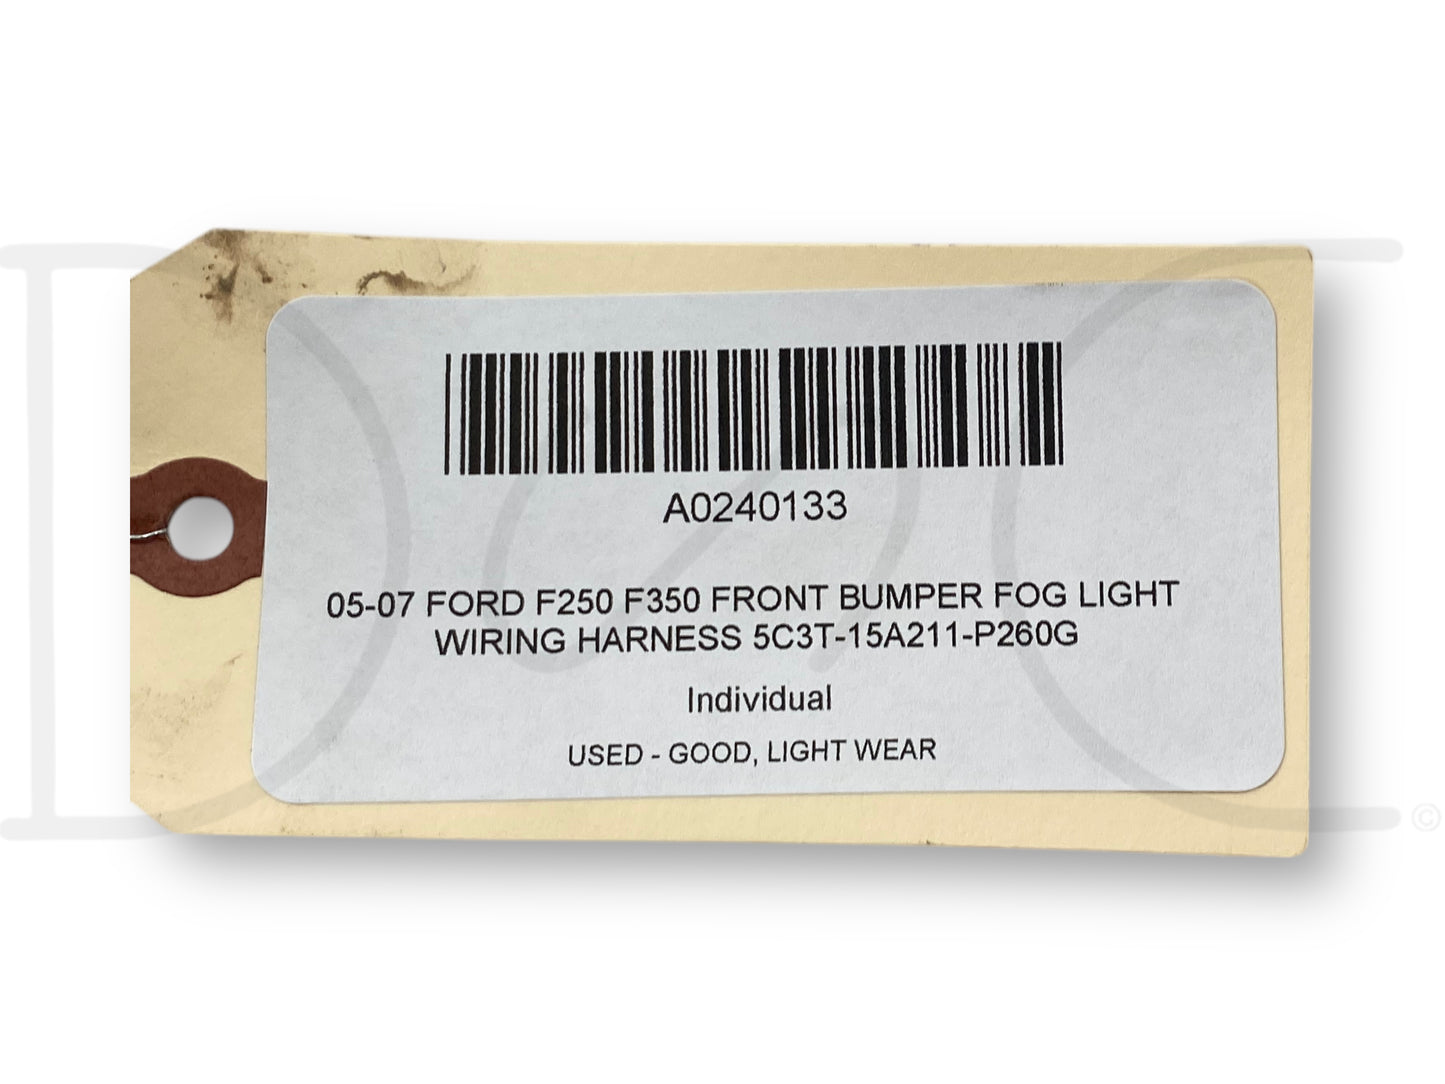 A0240133
05-07 FORD F250 F350 FRONT BUMPER FOG LIGHT
WIRING HARNESS 5C3T-15A211-P260G
Individual
USED - GOOD, LIGHT WEAR
©